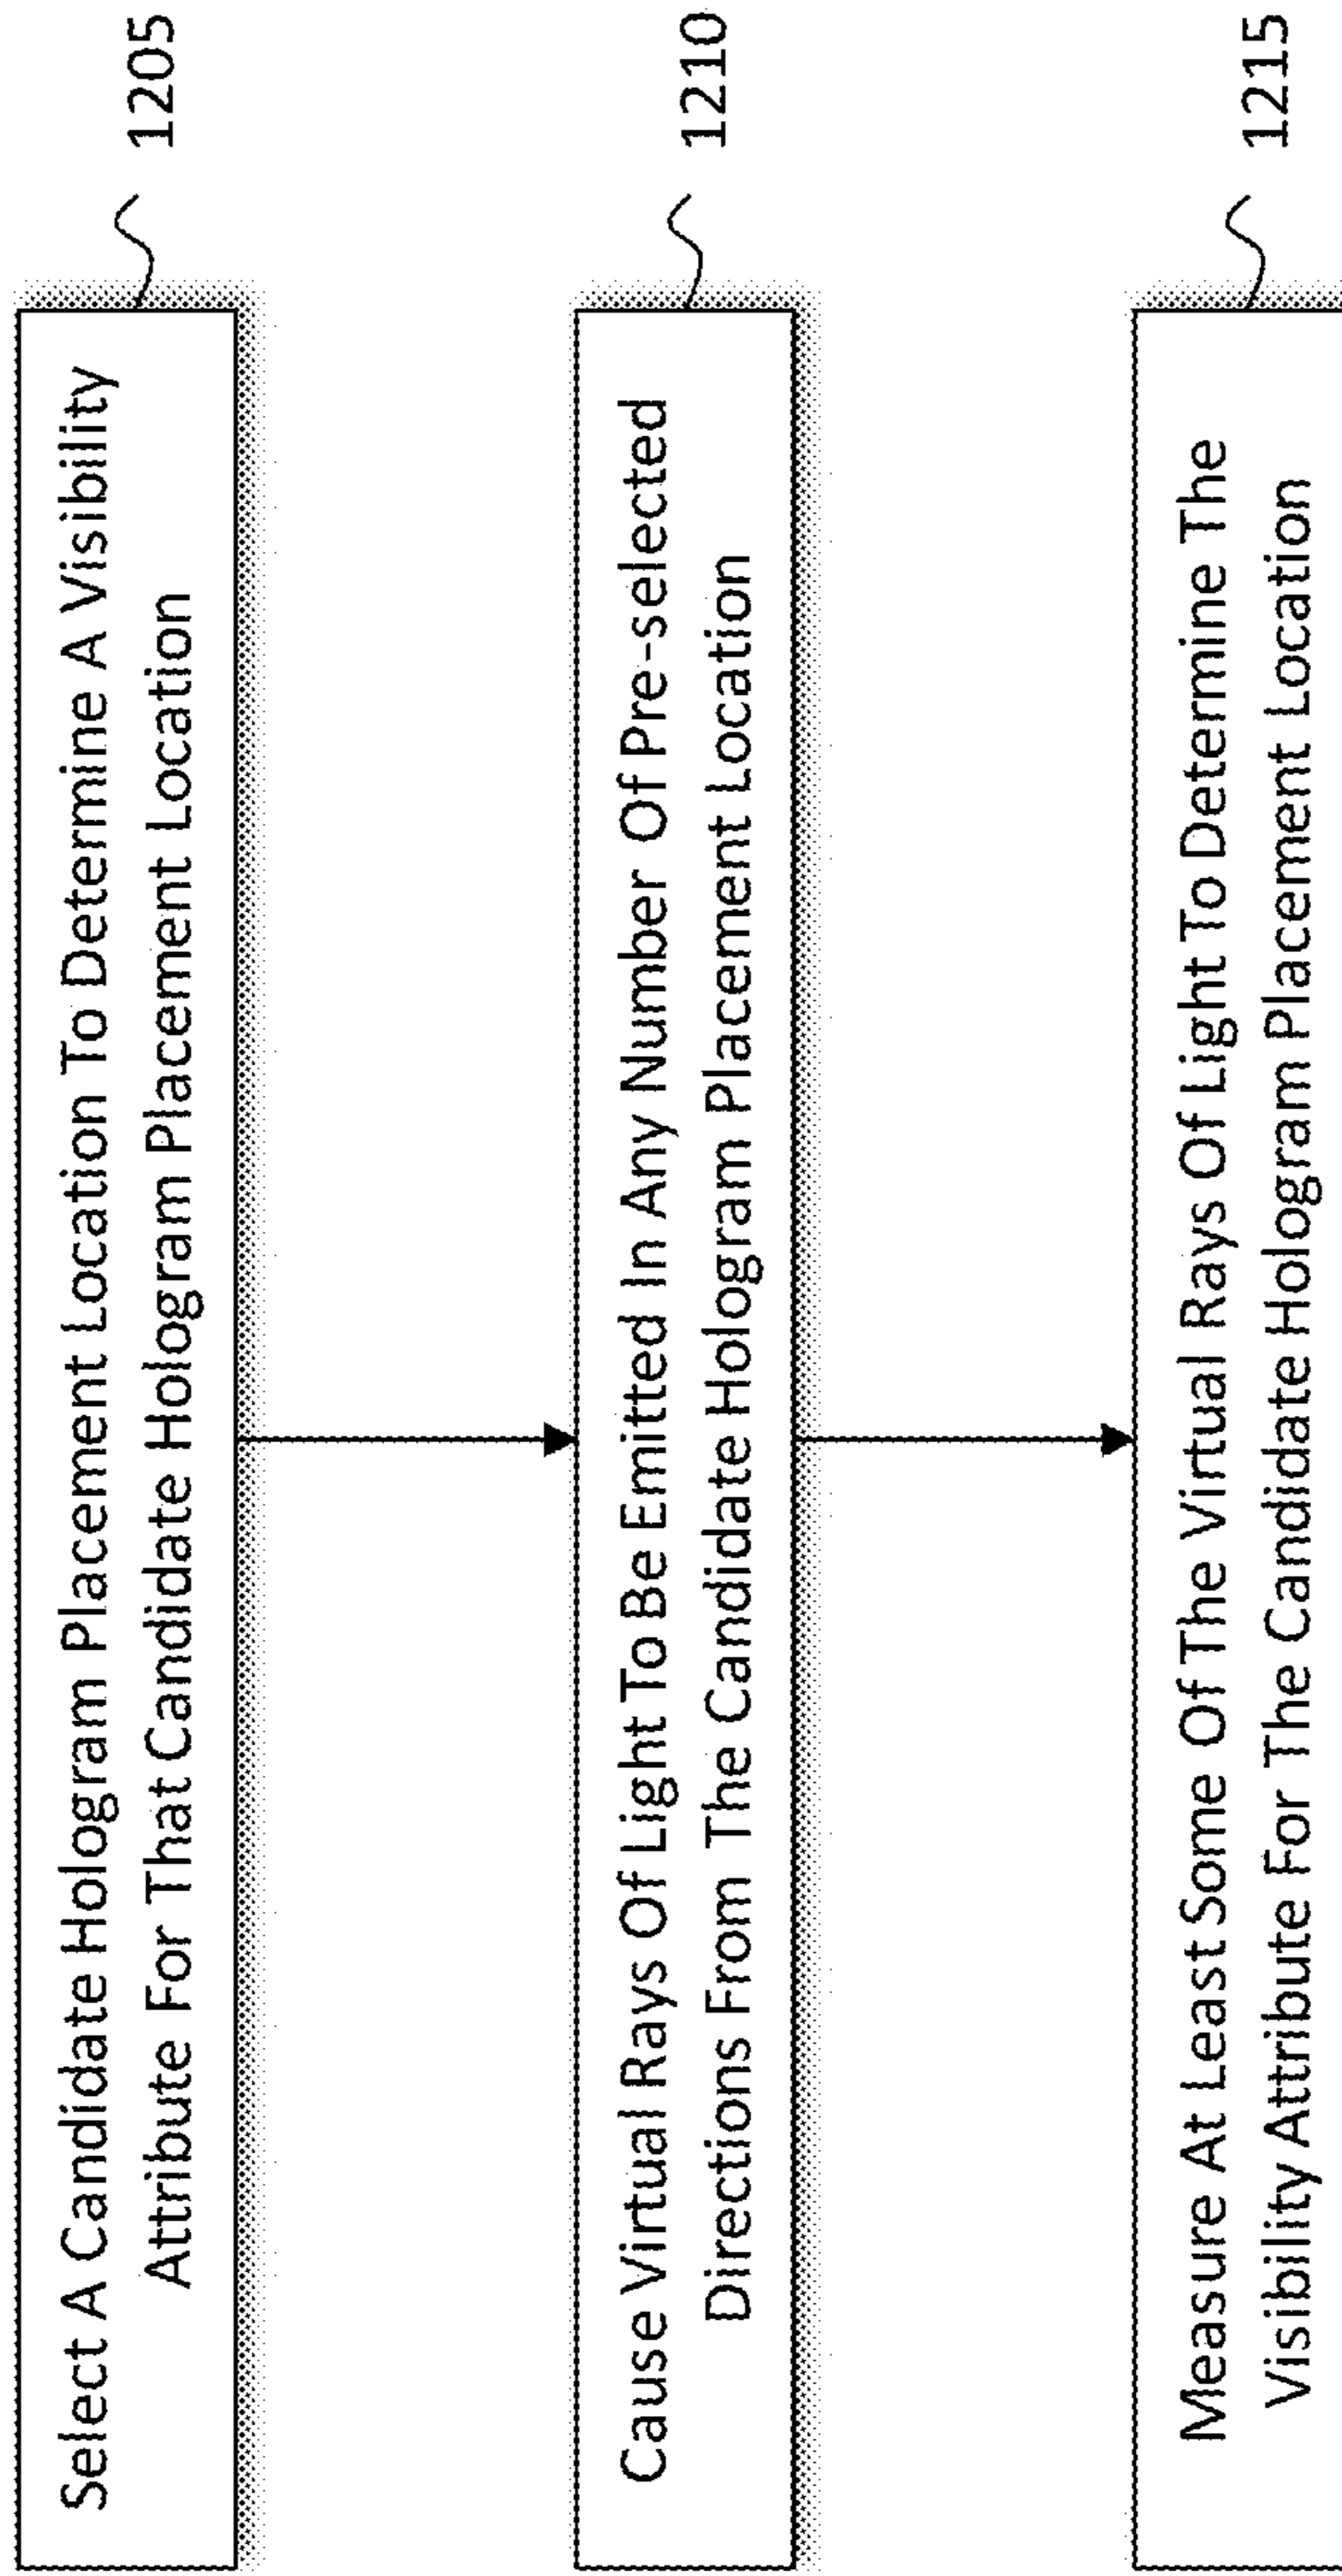 Select A Candidate Hologram Placement Location To Determine A Visibility
Attribute For That Candidate Hologram Placement Location
1205
Cause Virtual Rays Of Light To Be Emitted In Any Number Of Pre-selected
Directions From The Candidate Hologram Placement Location
1210
Measure At Least Some Of The Virtual Rays Of Light To Determine The
Visibility Attribute For The Candidate Hologram Placement Location
1215